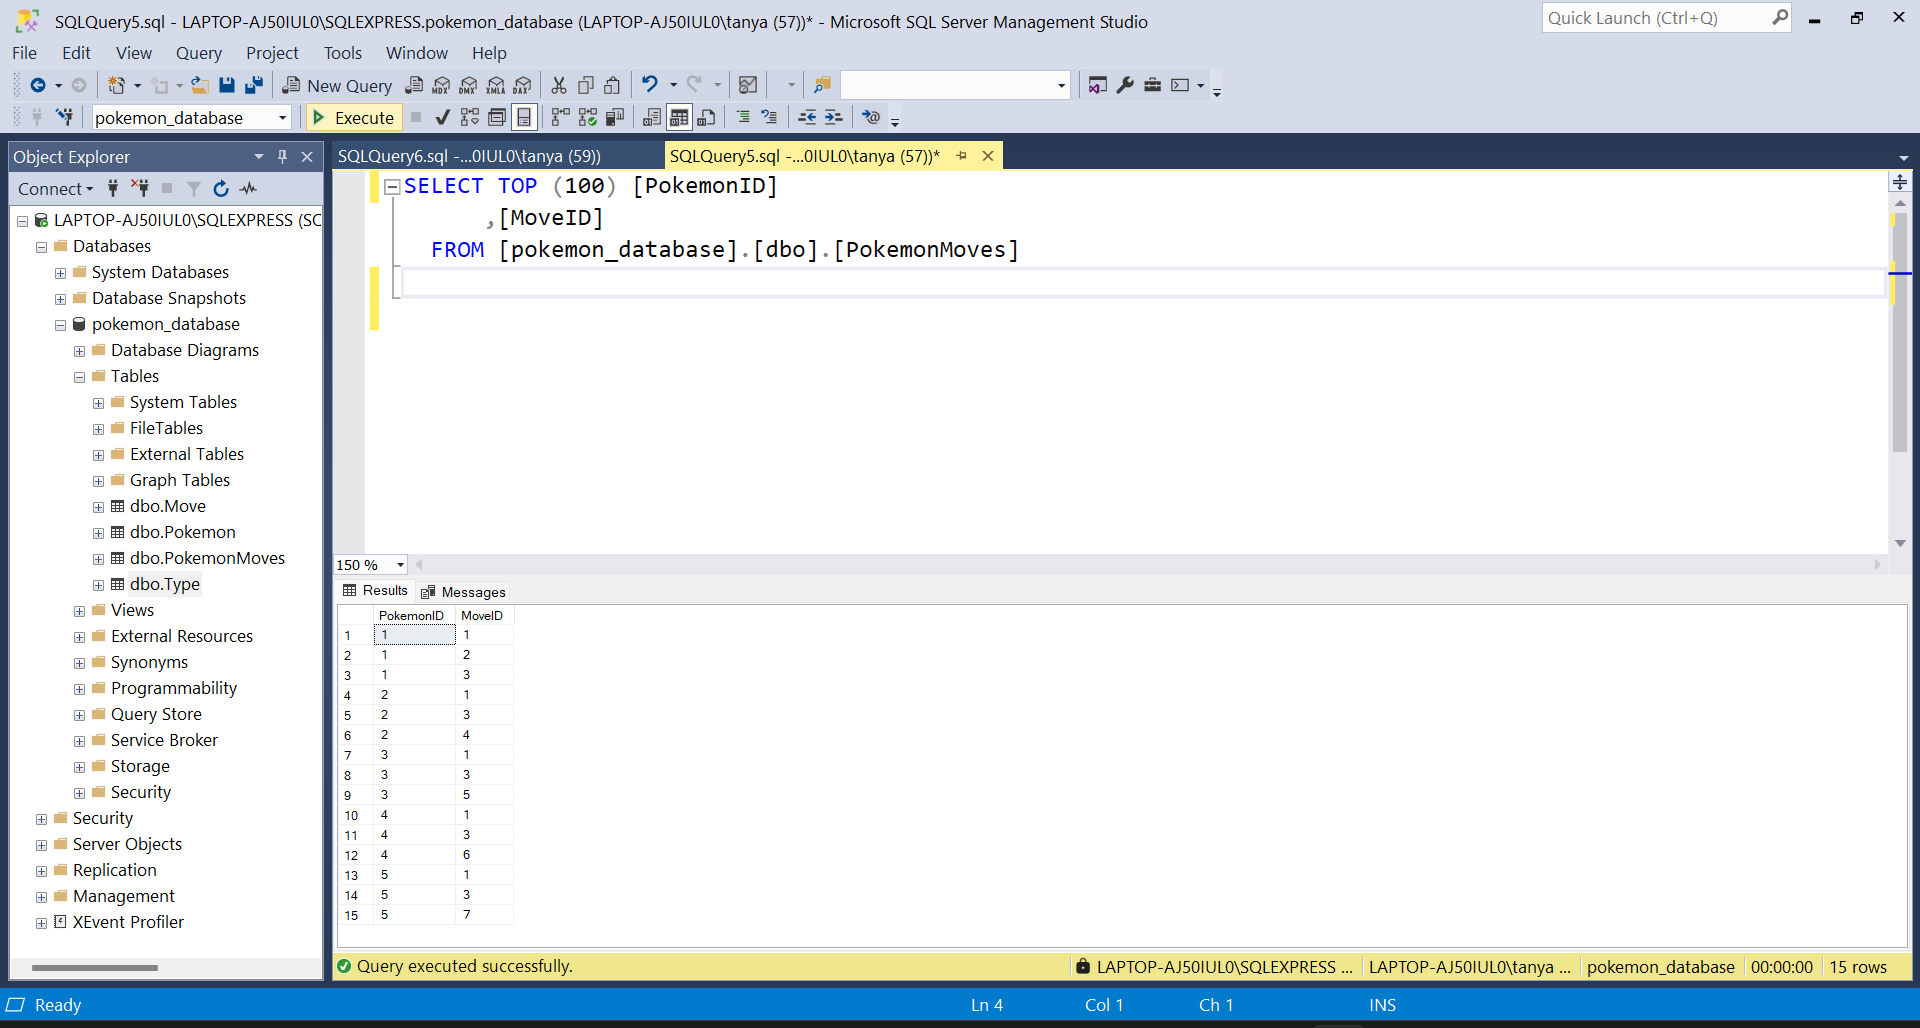 SQLQuery5.sql - LAPTOP-AJ50IUL0\SQLEXPRESS.pokemon_database (LAPTOP-AJ50IUL0\tanya (57))* - Microsoft SQL Server Management Studio
Quick Launch (Ctrl+Q)
File Edit View Query Project Tools Window Help
New Query MDX DMX XMLA DAX
pokemon_database Execute
Object Explorer
Connect
LAPTOP-AJ50IUL0\SQLEXPRESS (SC
Databases
System Databases
Database Snapshots
pokemon_database
Database Diagrams
Tables
System Tables
FileTables
External Tables
Graph Tables
dbo.Move
dbo.Pokemon
dbo.PokemonMoves
dbo.Type
Views
External Resources
Synonyms
Programmability
Query Store
Service Broker
Storage
Security
Security
Server Objects
Replication
Management
XEvent Profiler
SQLQuery6.sql -...0IUL0\tanya (59))
SQLQuery5.sql -...0IUL0\tanya (57))*
SELECT TOP (100) [PokemonID]
,[MoveID]
FROM [pokemon_database].[dbo].[PokemonMoves]
150 %
Results Messages
PokemonID MoveID
1 1 1
2 1 2
3 1 3
4 2 1
5 2 3
6 2 4
7 3 1
8 3 3
9 3 5
10 4 1
11 4 3
12 4 6
13 5 1
14 5 3
15 5 7
Query executed successfully.
LAPTOP-AJ50IUL0\SQLEXPRESS ... LAPTOP-AJ50IUL0\tanya ... pokemon_database 00:00:00 15 rows
Ready Ln 4 Col 1 Ch 1 INS